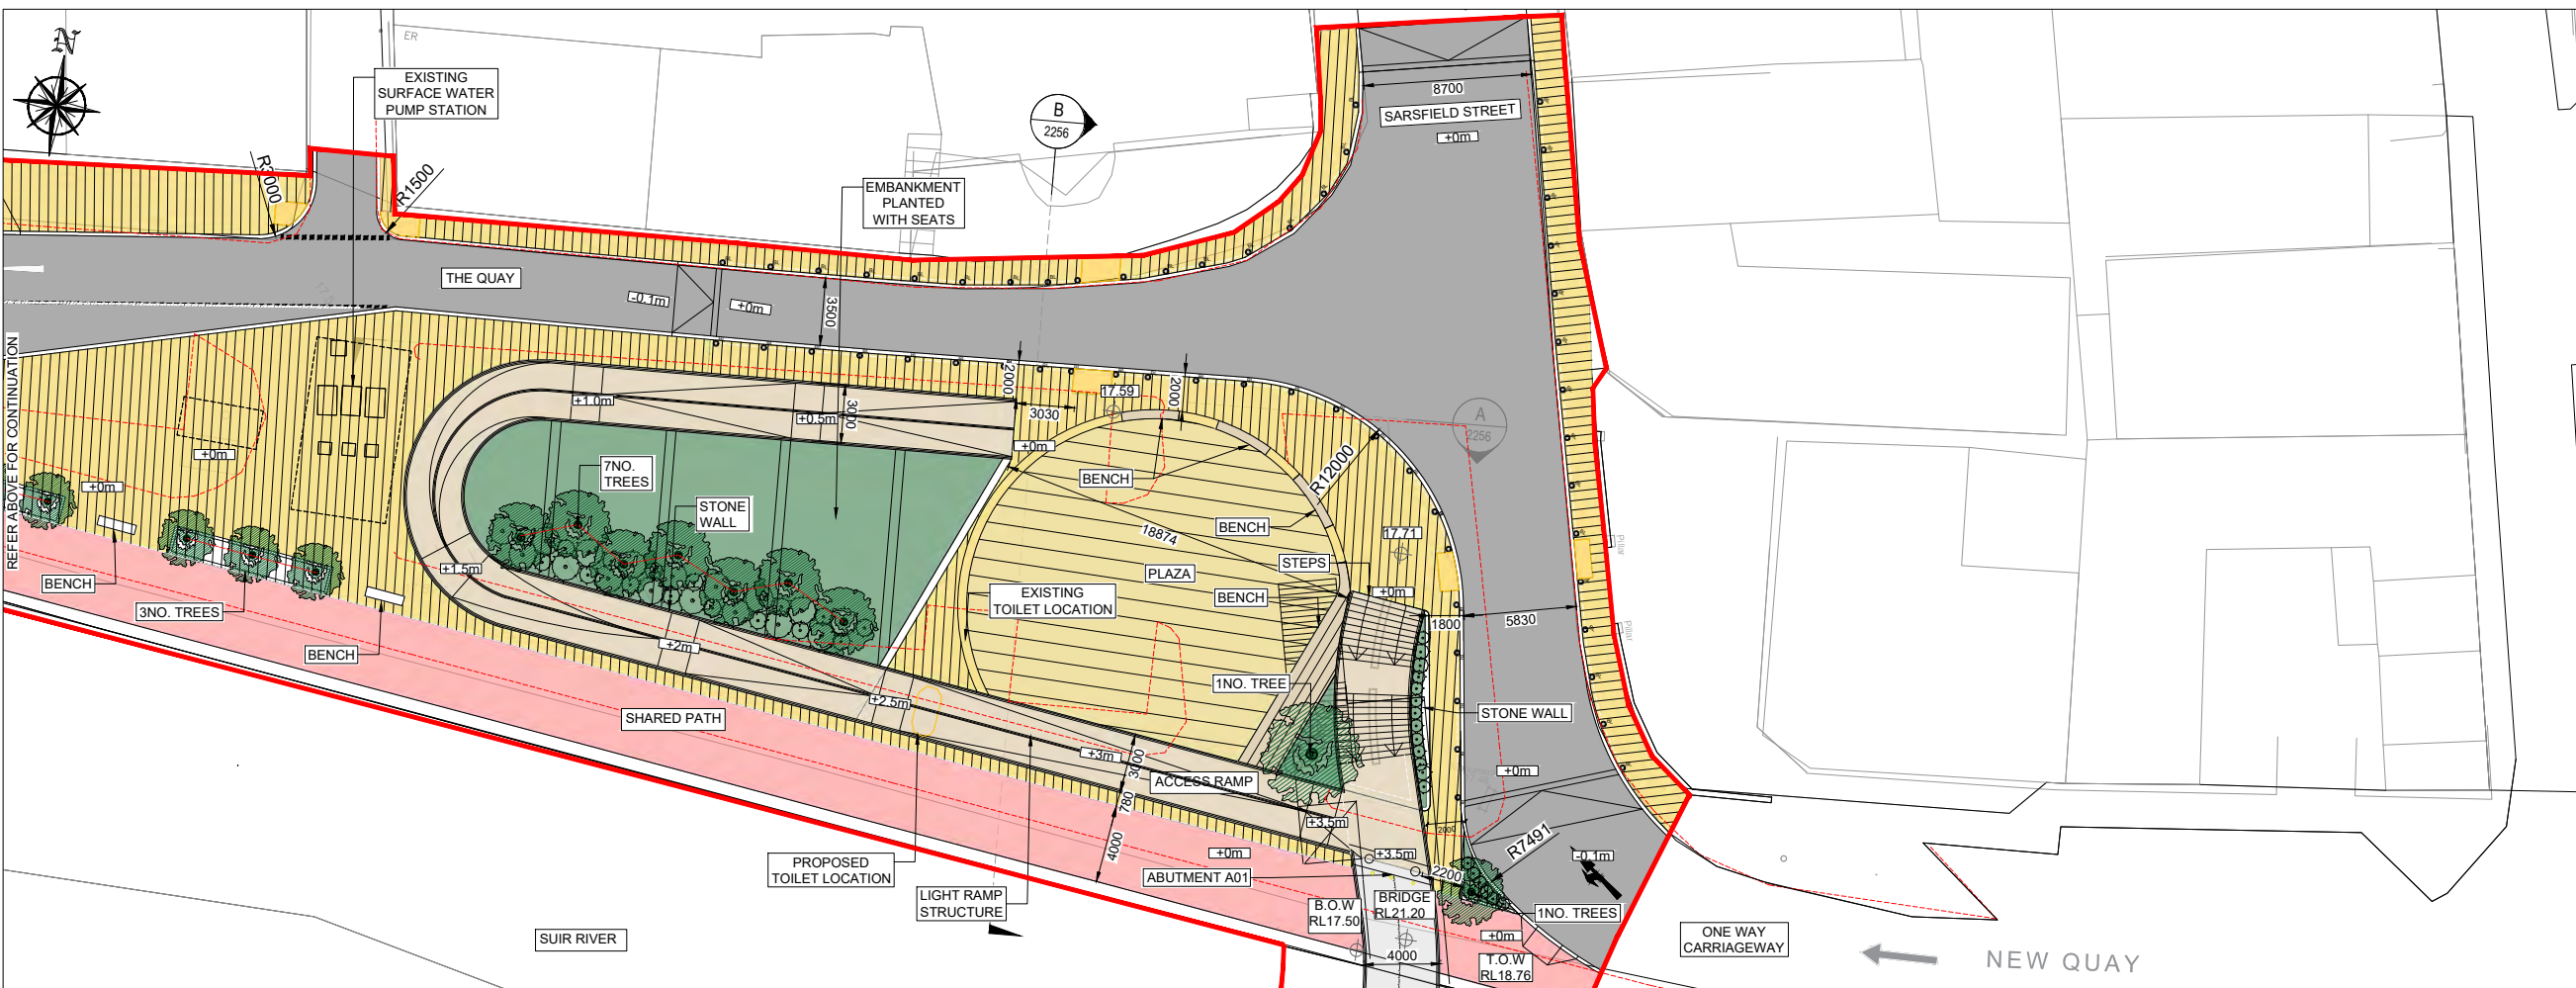 N
ER
EXISTING
SURFACE WATER
PUMP STATION
B
2256
8700
SARSFIELD STREET
+0m
R3000
R1500
EMBANKMENT
PLANTED
WITH SEATS
THE QUAY
-0.1m
+0m
3500
REFER ABOVE FOR CONTINUATION
2000
17.59
2000
+1.0m
+0.5m
3000
3030
A
2256
+0m
+0m
+0m
7NO.
TREES
BENCH
R12000
STONE
WALL
BENCH
18874
17.71
Pillar
+1.5m
BENCH
PLAZA
STEPS
+0m
3NO. TREES
EXISTING
TOILET LOCATION
BENCH
1800
5830
Pillar
BENCH
+2m
1NO. TREE
+2.5m
SHARED PATH
STONE WALL
+3m
3000
ACCESS RAMP
+0m
780
+3.5m
2000
4000
R7491
PROPOSED
TOILET LOCATION
+0m
+3.5m
-0.1m
ABUTMENT A01
2200
LIGHT RAMP
STRUCTURE
B.O.W
RL17.50
BRIDGE
RL21.20
1NO. TREES
SUIR RIVER
+0m
ONE WAY
CARRIAGEWAY
4000
T.O.W
RL18.76
NEW QUAY